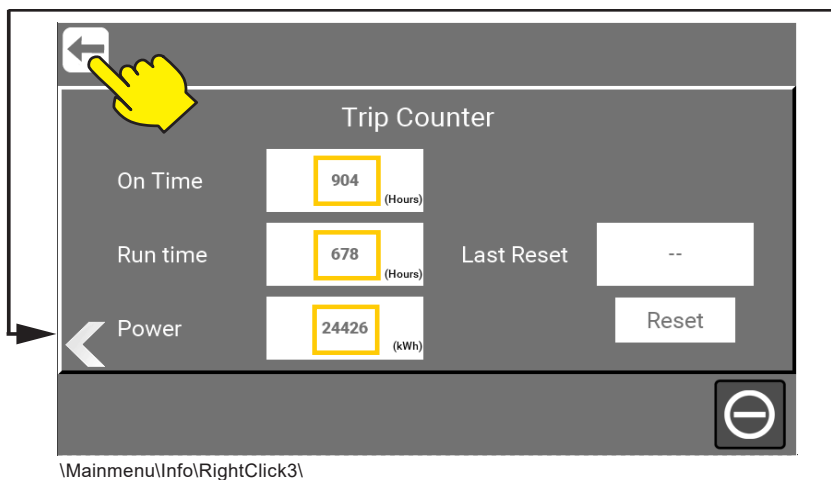 Trip Counter
On Time 904 (Hours)
Run time 678 (Hours) Last Reset --
Power 24426 (kWh) Reset
\Mainmenu\Info\RightClick3\